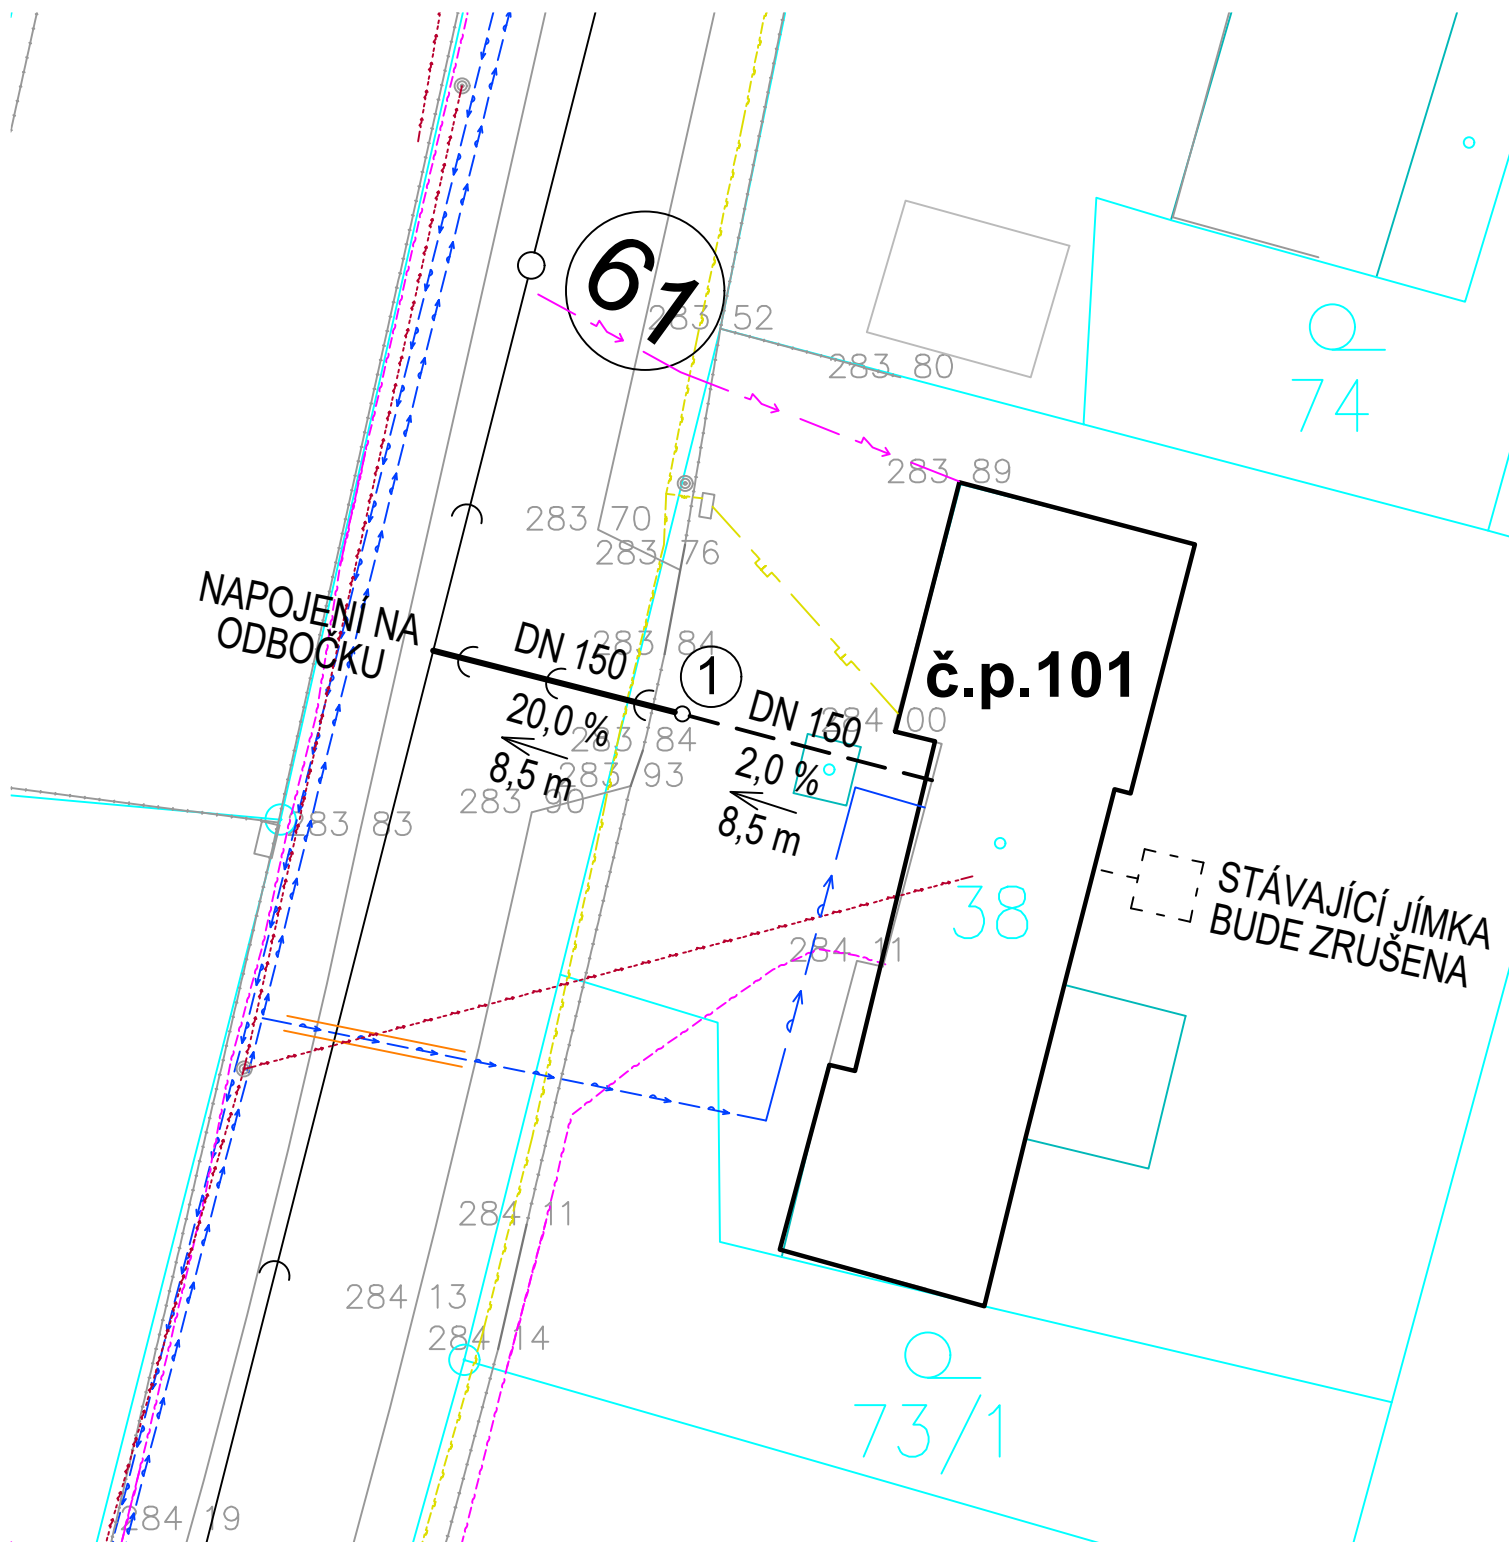 61
283 52
283 80
74
283 89
283 70
283 76
NAPOJENÍ NA
ODBOČKU
DN 150
283 84
1
č.p.101
DN 150
284 00
20,0 %
283 84
8,5 m
283 93
2,0 %
283 90
8,5 m
283 83
STÁVAJÍCÍ JÍMKA
BUDE ZRUŠENA
38
284 11
284 11
284 13
284 14
73/1
284 19